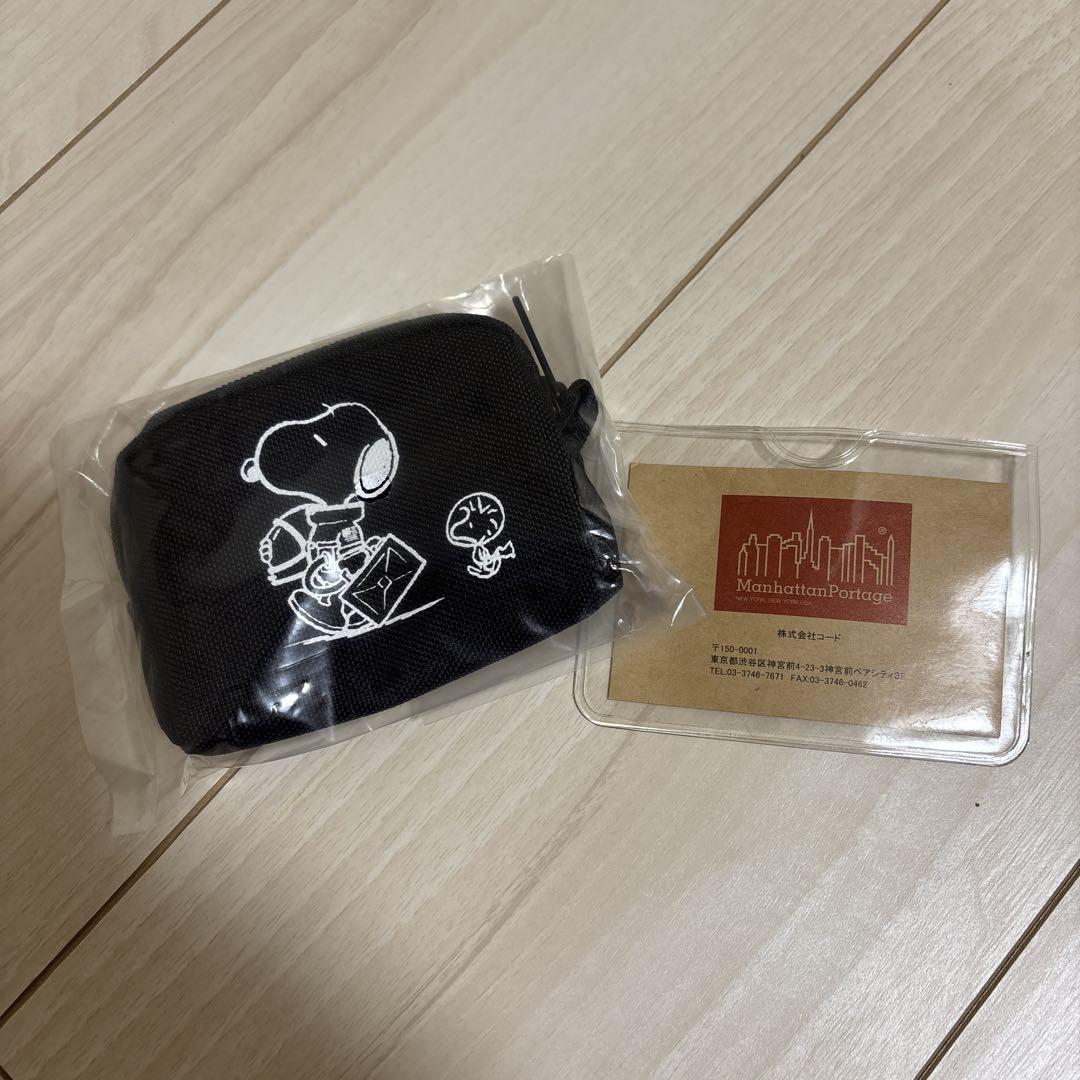 ®
ManhattanPortage
NEW YORK, NEW YORK USA
株式会社コード
〒150-0001
東京都渋谷区神宮前4-23-3神宮前ペアシティ3F
TEL.03-3746-7671 FAX:03-3746-0462